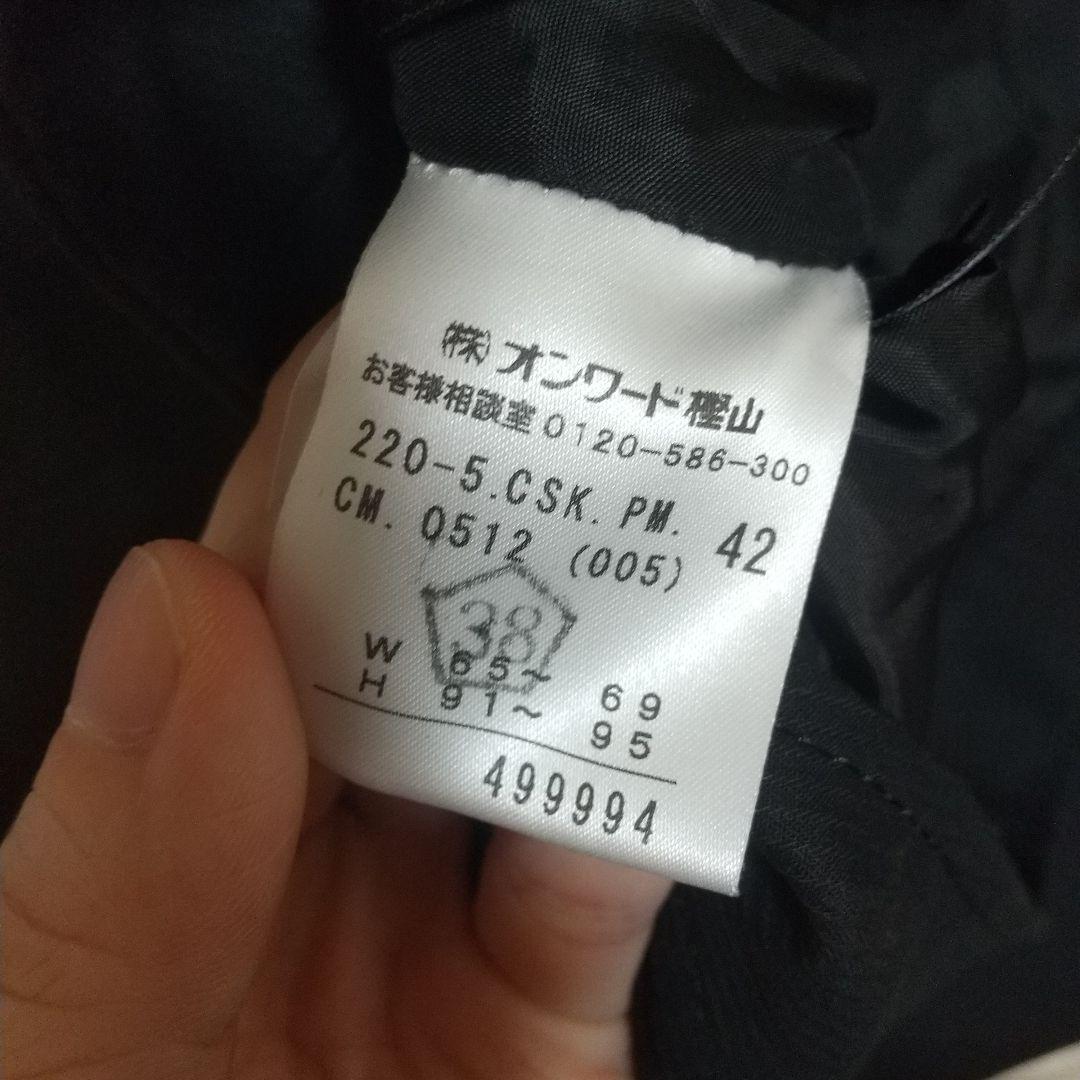 ㈱オンワード樫山
お客様相談室 0120-586-300
220-5.CSK. PM. 42
CM. 0512 (005)
38
W 65~ 69
H 91~ 95
499994